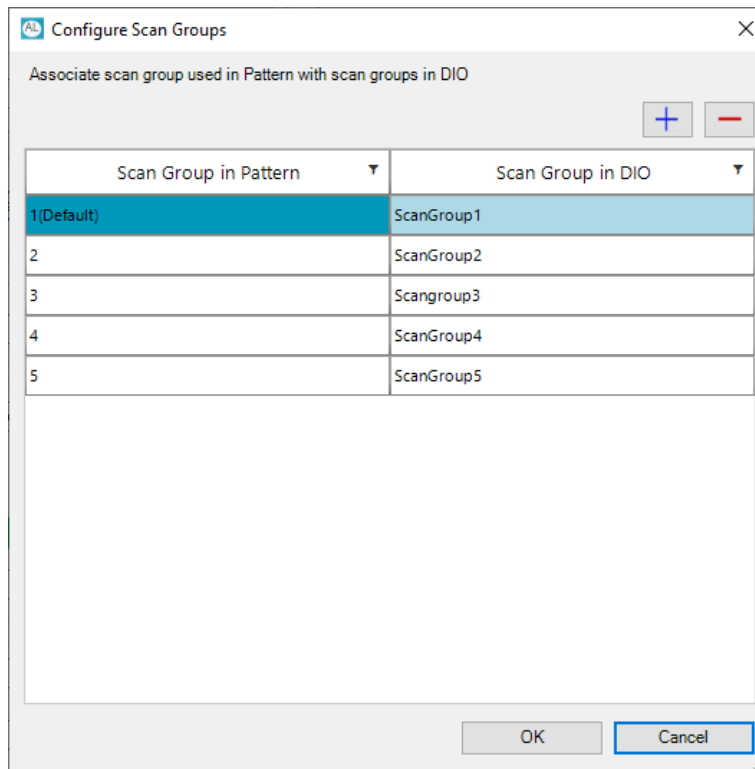 AL Configure Scan Groups
Associate scan group used in Pattern with scan groups in DIO
Scan Group in Pattern Scan Group in DIO
1(Default) ScanGroup1
2 ScanGroup2
3 Scangroup3
4 ScanGroup4
5 ScanGroup5
OK Cancel